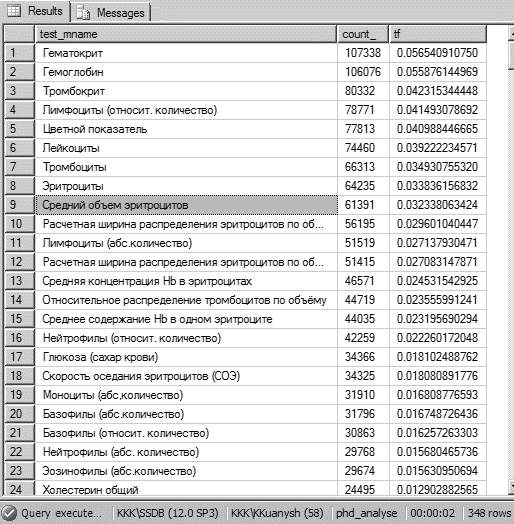 Results Messages
test_mname count_ tf
1 Гематокрит 107338 0.056540910750
2 Гемоглобин 106076 0.055876144969
3 Тромбокрит 80332 0.042315344448
4 Лимфоциты (относит. количество) 78771 0.041493078692
5 Цветной показатель 77813 0.040988446665
6 Лейкоциты 74460 0.039222234571
7 Тромбоциты 66313 0.034930755320
8 Эритроциты 64235 0.033836156832
9 Средний объем эритроцитов 61391 0.032338063424
10 Расчетная ширина распределения эритроцитов по об... 56195 0.029601040447
11 Лимфоциты (абс.количество) 51519 0.027137930471
12 Расчетная ширина распределения эритроцитов по об... 51415 0.027083147871
13 Средняя концентрация Hb в эритроцитах 46571 0.024531542925
14 Относительное распределение тромбоцитов по объёму 44719 0.023555991241
15 Среднее содержание Hb в одном эритроците 44035 0.023195690294
16 Нейтрофилы (относит. количество) 42259 0.022260172048
17 Глюкоза (сахар крови) 34366 0.018102488762
18 Скорость оседания эритроцитов (СОЭ) 34325 0.018080891776
19 Моноциты (абс,количество) 31910 0.016808776593
20 Базофилы (абс.количество) 31796 0.016748726436
21 Базофилы (относит. количество) 30863 0.016257263303
22 Нейтрофилы (абс. количество) 29768 0.015680465736
23 Эозинофилы (абс.количество) 29674 0.015630950694
24 Холестерин общий 24495 0.012902882565
Query execute... KKK\SSDB (12.0 SP3) KKK\KKuanysh (58) phd_analyse 00:00:02 348 rows